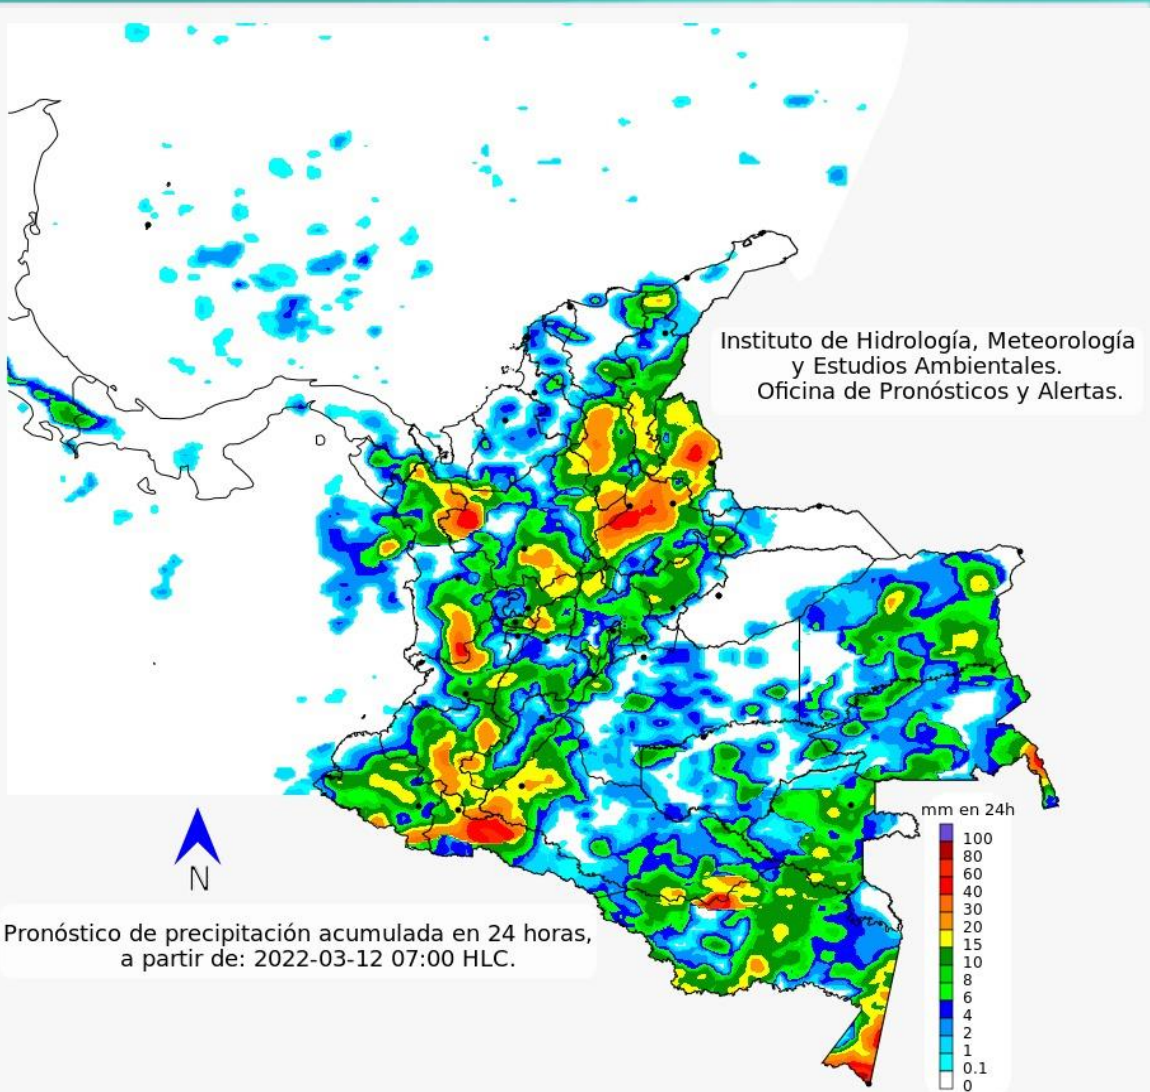 Instituto de Hidrología, Meteorología
y Estudios Ambientales.
Oficina de Pronósticos y Alertas.
mm en 24h
100
80
60
40
30
20
15
10
8
6
4
2
1
0.1
0
N
Pronóstico de precipitación acumulada en 24 horas,
a partir de: 2022-03-12 07:00 HLC.